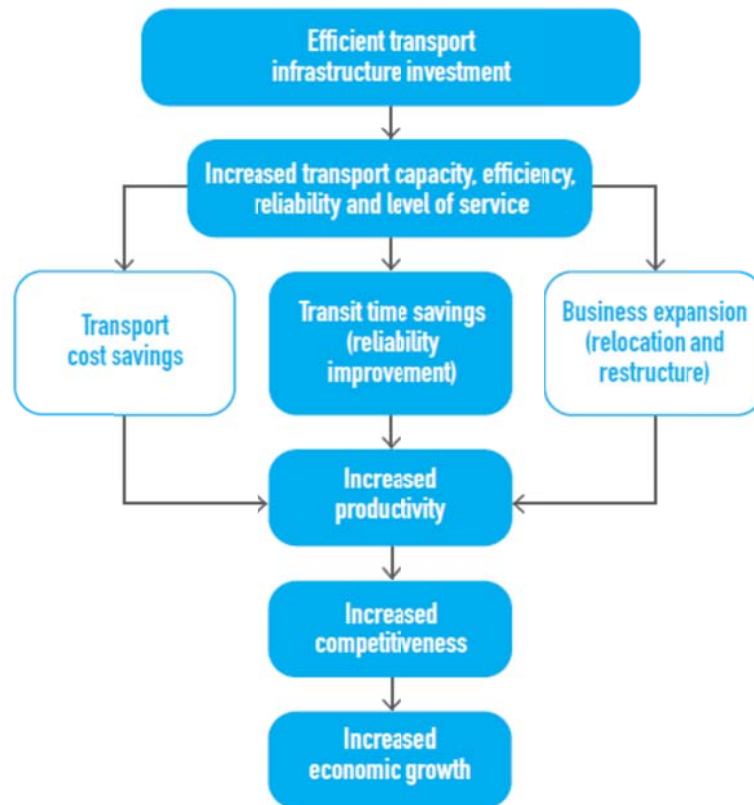 Efficient transport
infrastructure investment
Increased transport capacity, efficiency,
reliability and level of service
Transport
cost savings
Transit time savings
(reliability
improvement)
Business expansion
(relocation and
restructure)
Increased
productivity
Increased
competitiveness
Increased
economic growth